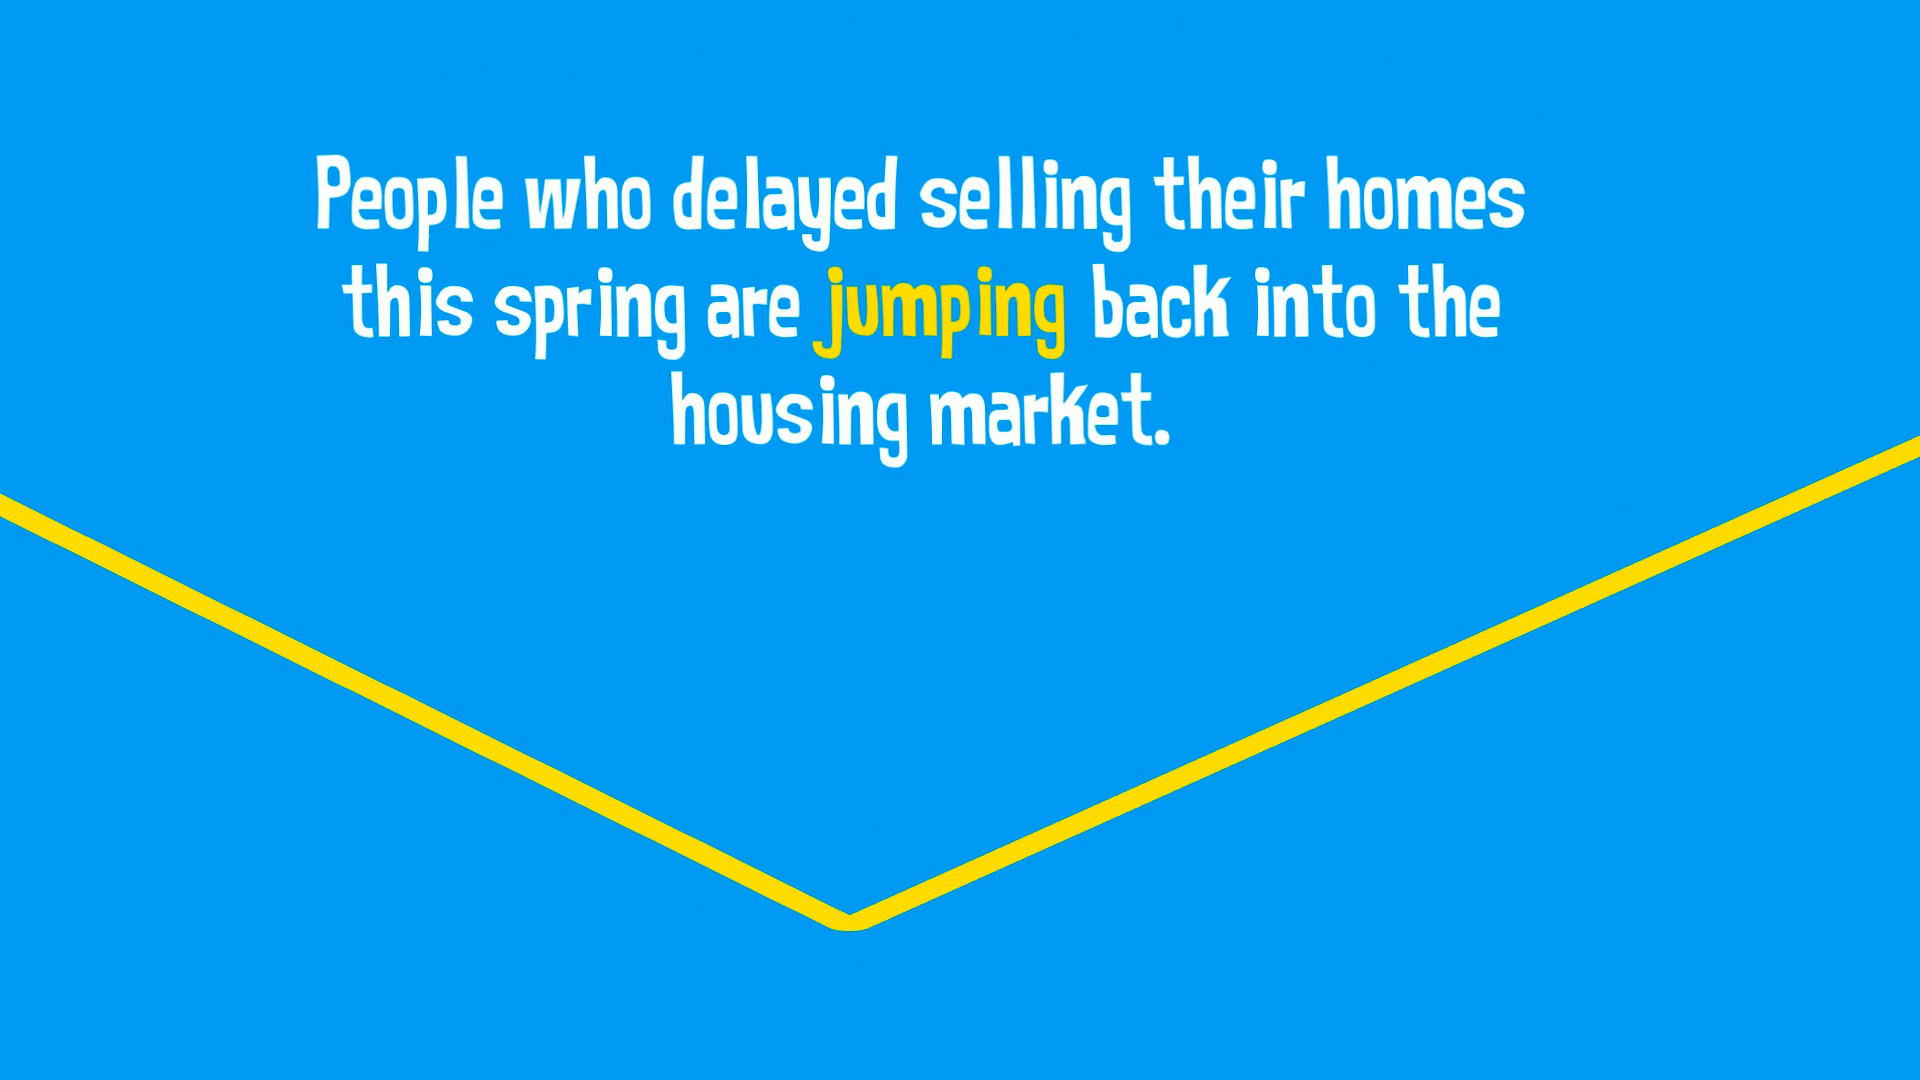 People who delayed selling their homes
this spring are jumping back into the
housing market.